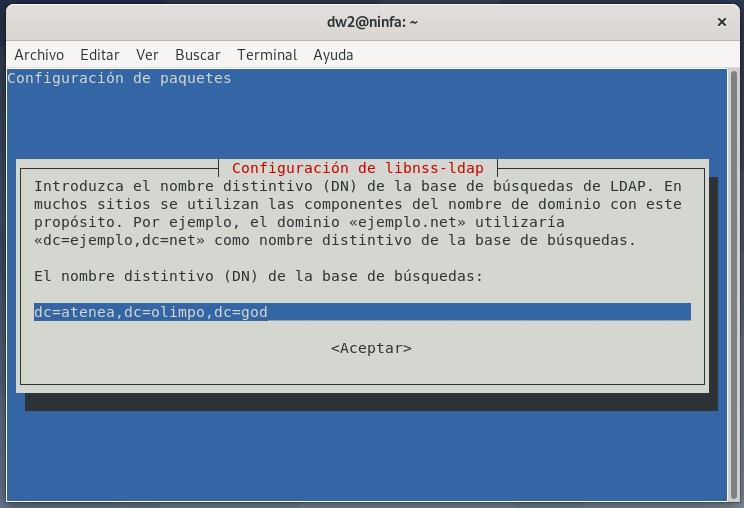 dw2@ninfa: ~
×
Archivo Editar Ver Buscar Terminal Ayuda
Configuración de paquetes
Configuración de libnss-ldap
Introduzca el nombre distintivo (DN) de la base de búsquedas de LDAP. En
muchos sitios se utilizan las componentes del nombre de dominio con este
propósito. Por ejemplo, el dominio «ejemplo.net» utilizaría
«dc=ejemplo,dc=net» como nombre distintivo de la base de búsquedas.
El nombre distintivo (DN) de la base de búsquedas:
dc=atenea,dc=olimpo,dc=god
<Aceptar>